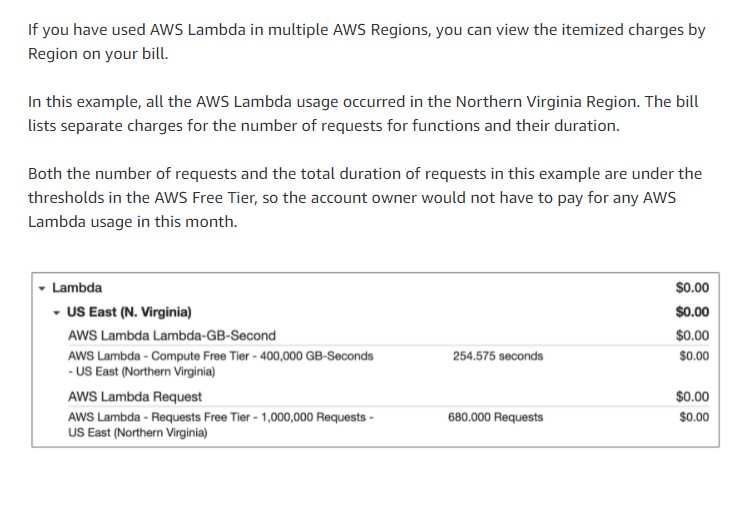 If you have used AWS Lambda in multiple AWS Regions, you can view the itemized charges by
Region on your bill.
In this example, all the AWS Lambda usage occurred in the Northern Virginia Region. The bill
lists separate charges for the number of requests for functions and their duration.
Both the number of requests and the total duration of requests in this example are under the
thresholds in the AWS Free Tier, so the account owner would not have to pay for any AWS
Lambda usage in this month.
Lambda $0.00
US East (N. Virginia) $0.00
AWS Lambda Lambda-GB-Second $0.00
AWS Lambda - Compute Free Tier - 400,000 GB-Seconds 254.575 seconds $0.00
- US East (Northern Virginia)
AWS Lambda Request $0.00
AWS Lambda - Requests Free Tier - 1,000,000 Requests - 680.000 Requests $0.00
US East (Northern Virginia)